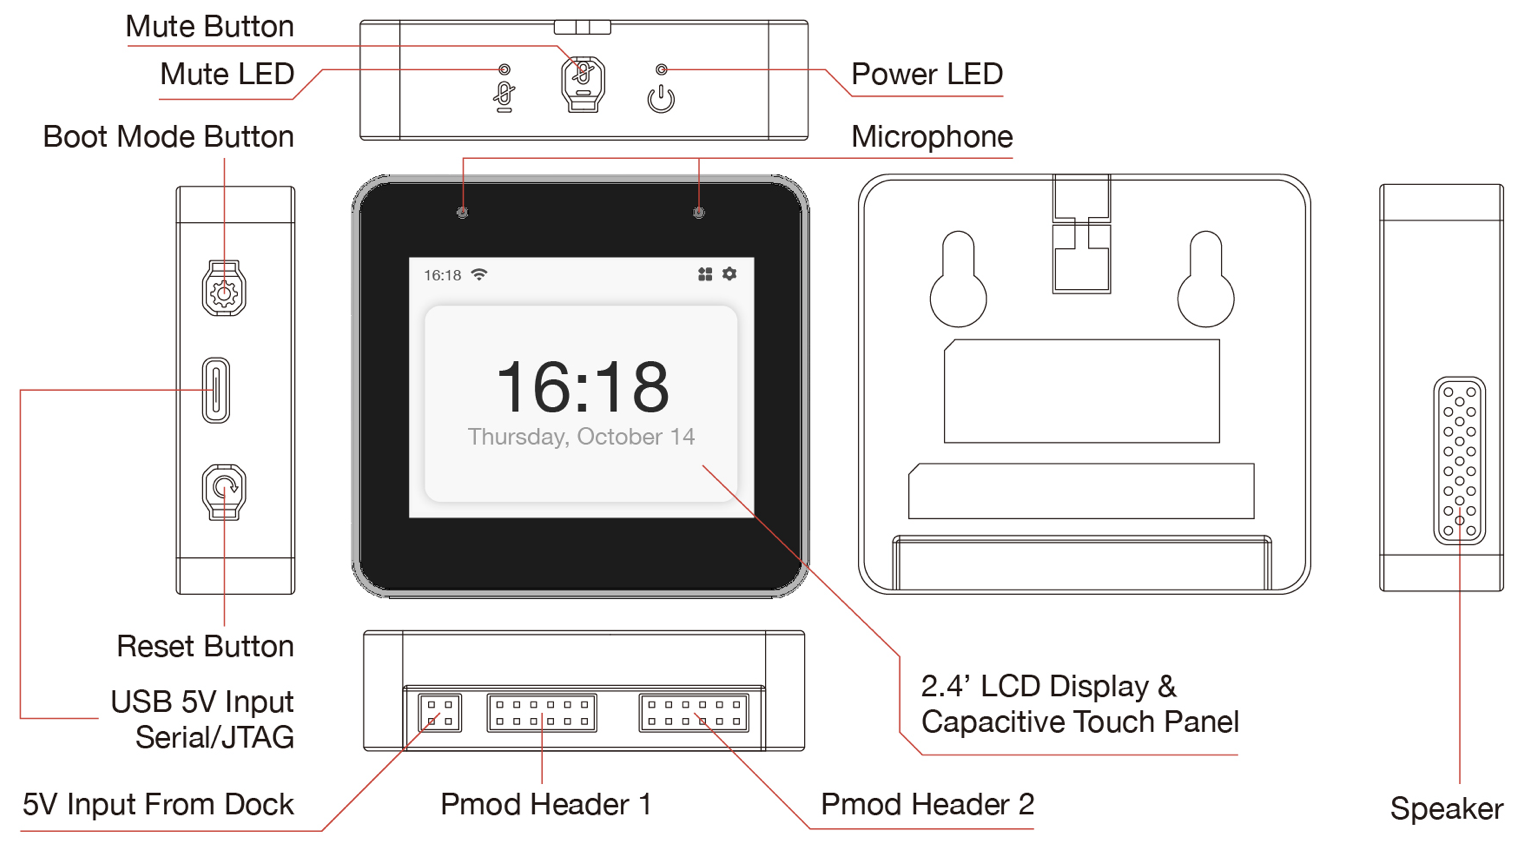 Mute Button
Mute LED
Power LED
Boot Mode Button
Microphone
16:18
16:18
Thursday, October 14
Reset Button
USB 5V Input
Serial/JTAG
2.4’ LCD Display &
Capacitive Touch Panel
5V Input From Dock
Pmod Header 1
Pmod Header 2
Speaker